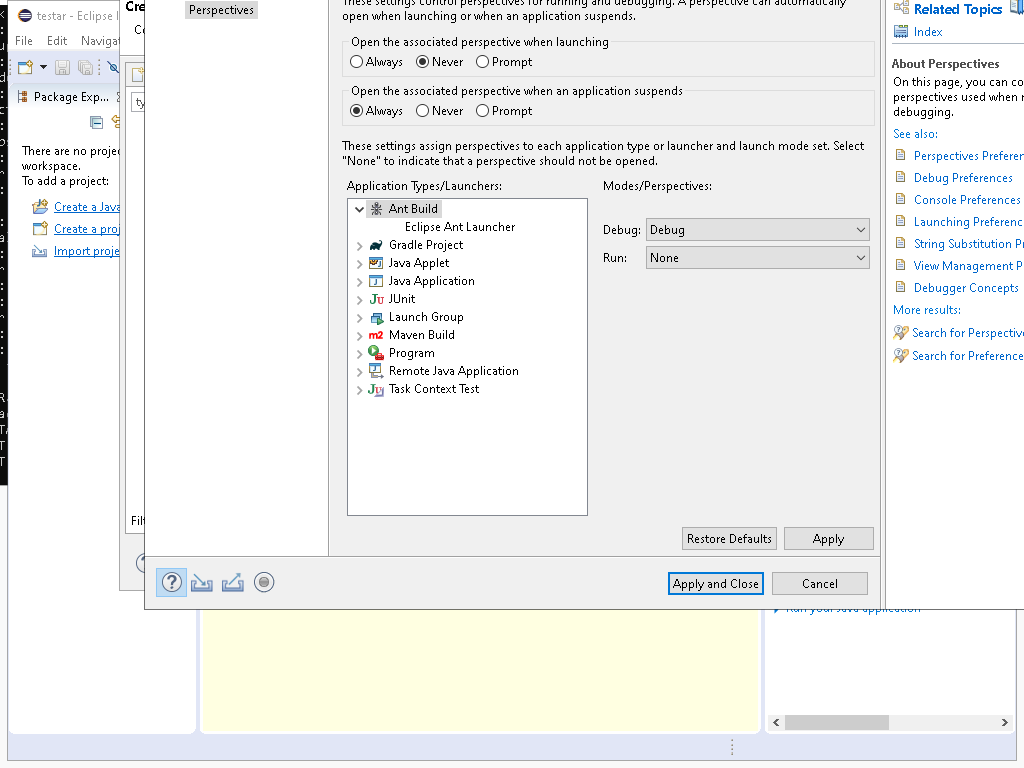 testar - Eclipse I
File Edit Navigat
Package Exp...
There are no proje
workspace.
To add a project:
Create a Java
Create a proj
Import proje
Cre
ty
Perspectives
These settings control perspectives for running and debugging. A perspective can automatically
open when launching or when an application suspends.
Open the associated perspective when launching
Always Never Prompt
Open the associated perspective when an application suspends
Always Never Prompt
These settings assign perspectives to each application type or launcher and launch mode set. Select
"None" to indicate that a perspective should not be opened.
Application Types/Launchers: Modes/Perspectives:
Ant Build
Eclipse Ant Launcher
Gradle Project
Java Applet
Java Application
JUnit
Launch Group
Maven Build
Program
Remote Java Application
Task Context Test
Debug: Debug
Run: None
Restore Defaults Apply
Apply and Close Cancel
Related Topics
Index
About Perspectives
On this page, you can co
perspectives used when r
debugging.
See also:
Perspectives Preferen
Debug Preferences
Console Preferences
Launching Preferenc
String Substitution Pr
View Management P
Debugger Concepts
More results:
Search for Perspective
Search for Preference
Run your Java application